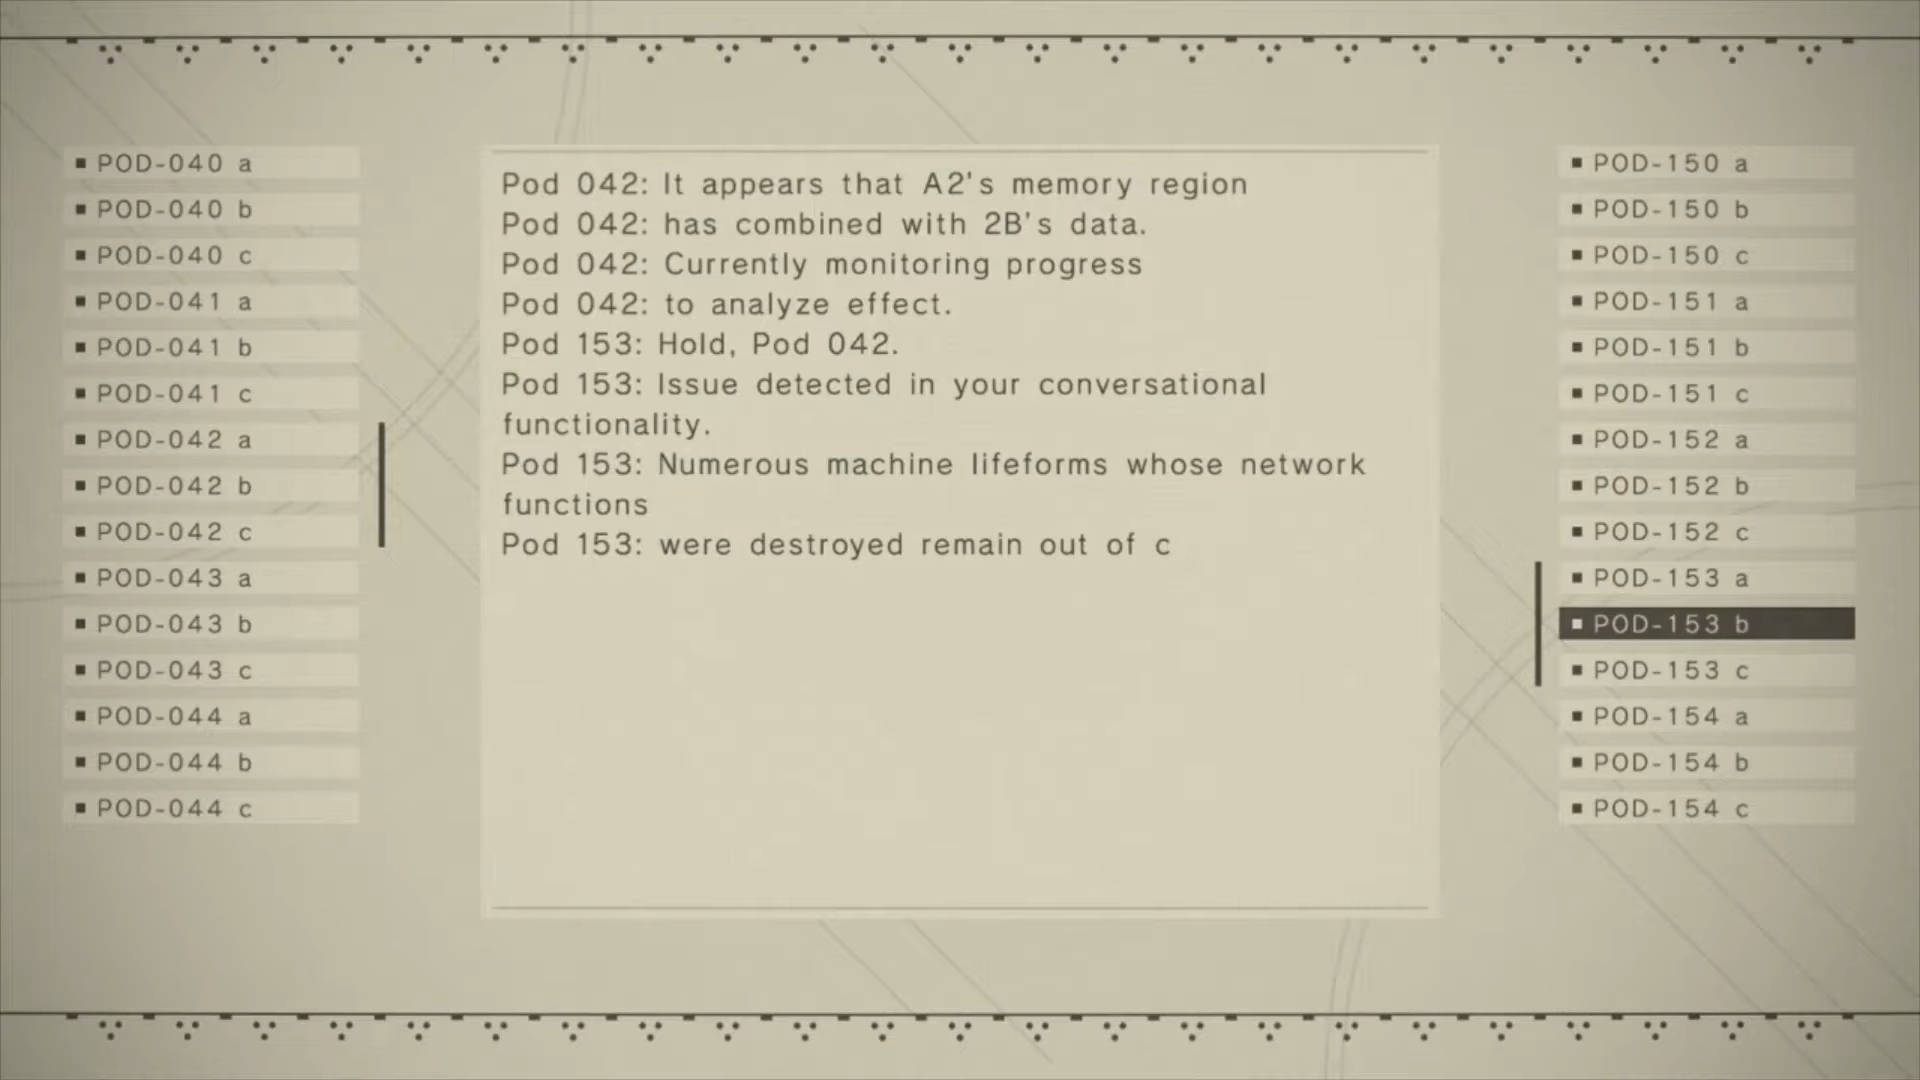 POD-040 a
POD-040 b
POD-040 c
POD-041 a
POD-041 b
POD-041 c
POD-042 a
POD-042 b
POD-042 c
POD-043 a
POD-043 b
POD-043 c
POD-044 a
POD-044 b
POD-044 c
Pod 042: It appears that A2's memory region
Pod 042: has combined with 2B's data.
Pod 042: Currently monitoring progress
Pod 042: to analyze effect.
Pod 153: Hold, Pod 042.
Pod 153: Issue detected in your conversational
functionality.
Pod 153: Numerous machine lifeforms whose network
functions
Pod 153: were destroyed remain out of c
POD-150 a
POD-150 b
POD-150 c
POD-151 a
POD-151 b
POD-151 c
POD-152 a
POD-152 b
POD-152 c
POD-153 a
POD-153 b
POD-153 c
POD-154 a
POD-154 b
POD-154 c